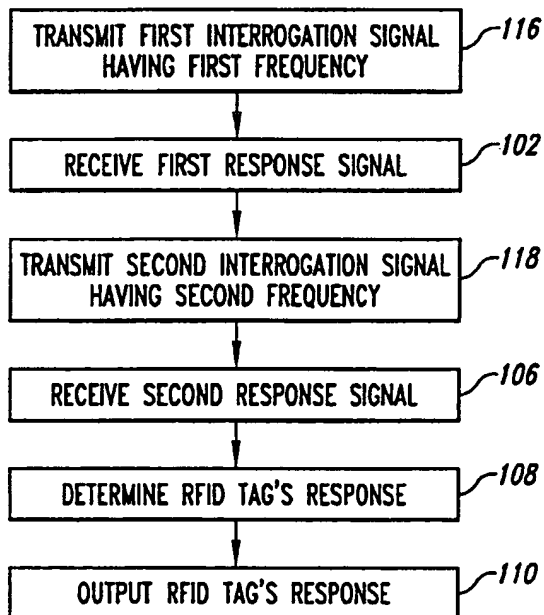 TRANSMIT FIRST INTERROGATION SIGNAL
HAVING FIRST FREQUENCY
116
RECEIVE FIRST RESPONSE SIGNAL
102
TRANSMIT SECOND INTERROGATION SIGNAL
HAVING SECOND FREQUENCY
118
RECEIVE SECOND RESPONSE SIGNAL
106
DETERMINE RFID TAG'S RESPONSE
108
OUTPUT RFID TAG'S RESPONSE
110